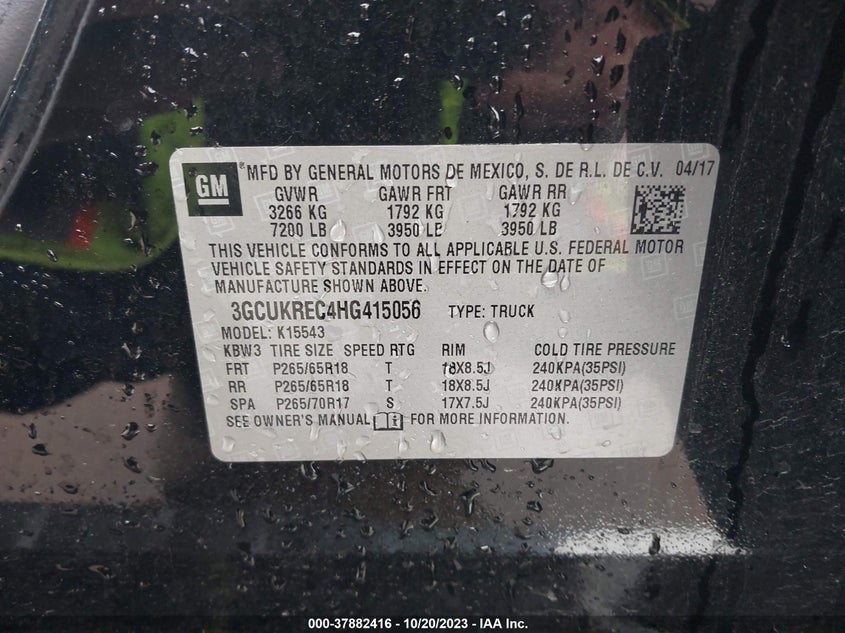 GM
® MFD BY GENERAL MOTORS DE MEXICO, S. DE R.L. DE C.V. 04/17
GVWR GAWR FRT GAWR RR
3266 KG 1792 KG 1792 KG
7200 LB 3950 LB 3950 LB
THIS VEHICLE CONFORMS TO ALL APPLICABLE U.S. FEDERAL MOTOR
VEHICLE SAFETY STANDARDS IN EFFECT ON THE DATE OF
MANUFACTURE SHOWN ABOVE.
3GCUKREC4HG415056 TYPE: TRUCK
MODEL: K15543
KBW3 TIRE SIZE SPEED RTG RIM COLD TIRE PRESSURE
FRT P265/65R18 T 18X8.5J 240KPA(35PSI)
RR P265/65R18 T 18X8.5J 240KPA(35PSI)
SPA P265/70R17 S 17X7.5J 240KPA(35PSI)
SEE OWNER'S MANUAL FOR MORE INFORMATION.
000-37882416 - 10/20/2023 - IAA Inc.